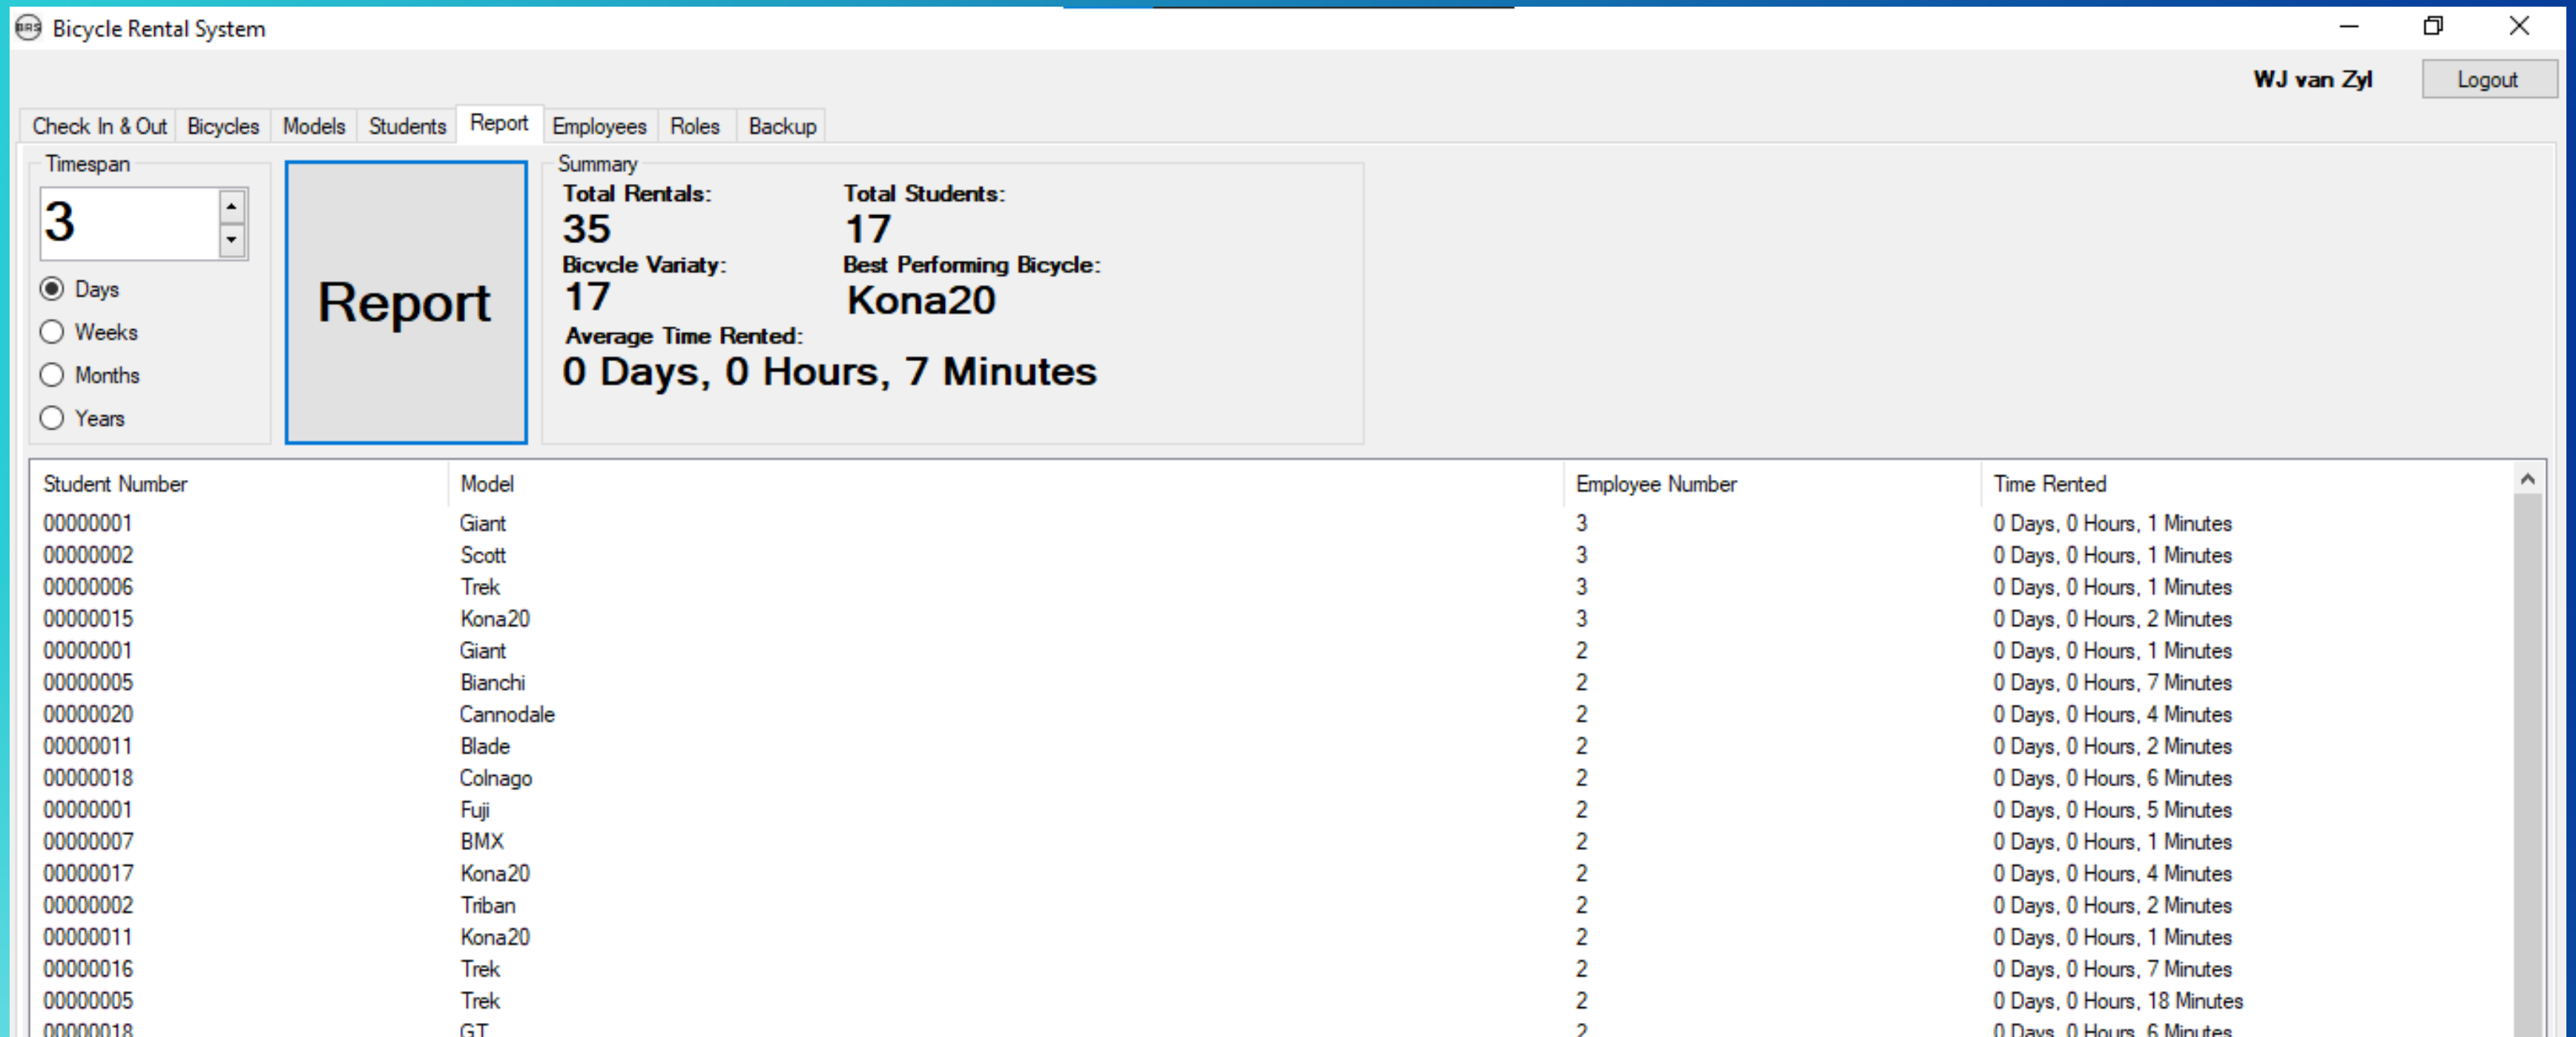 BRS Bicycle Rental System
WJ van Zyl Logout
Check In & Out Bicycles Models Students Report Employees Roles Backup
Timespan
3
Days
Weeks
Months
Years
Report
Summary
Total Rentals: Total Students:
35 17
Bicycle Variaty: Best Performing Bicycle:
17 Kona20
Average Time Rented:
0 Days, 0 Hours, 7 Minutes
Student Number Model Employee Number Time Rented
00000001 Giant 3 0 Days, 0 Hours, 1 Minutes
00000002 Scott 3 0 Days, 0 Hours, 1 Minutes
00000006 Trek 3 0 Days, 0 Hours, 1 Minutes
00000015 Kona20 3 0 Days, 0 Hours, 2 Minutes
00000001 Giant 2 0 Days, 0 Hours, 1 Minutes
00000005 Bianchi 2 0 Days, 0 Hours, 7 Minutes
00000020 Cannodale 2 0 Days, 0 Hours, 4 Minutes
00000011 Blade 2 0 Days, 0 Hours, 2 Minutes
00000018 Colnago 2 0 Days, 0 Hours, 6 Minutes
00000001 Fuji 2 0 Days, 0 Hours, 5 Minutes
00000007 BMX 2 0 Days, 0 Hours, 1 Minutes
00000017 Kona20 2 0 Days, 0 Hours, 4 Minutes
00000002 Triban 2 0 Days, 0 Hours, 2 Minutes
00000011 Kona20 2 0 Days, 0 Hours, 1 Minutes
00000016 Trek 2 0 Days, 0 Hours, 7 Minutes
00000005 Trek 2 0 Days, 0 Hours, 18 Minutes
00000018 GT 2 0 Days, 0 Hours, 6 Minutes